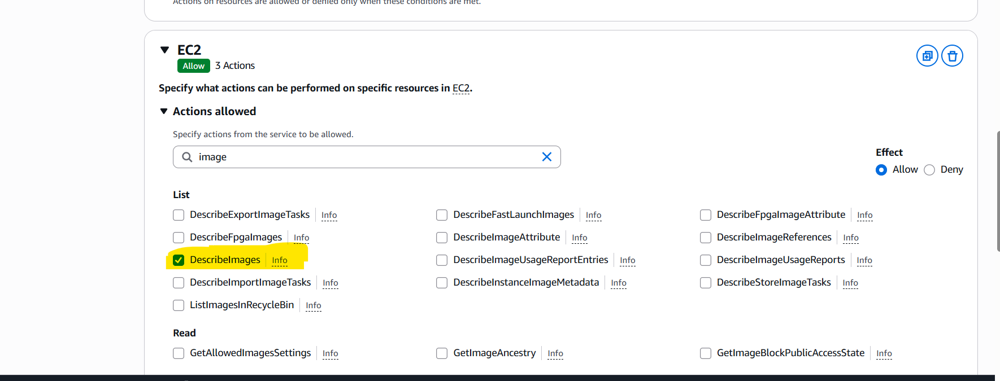 Actions on resources are allowed or denied only when these conditions are met.
EC2
Allow 3 Actions
Specify what actions can be performed on specific resources in EC2.
Actions allowed
Specify actions from the service to be allowed.
image
Effect
Allow Deny
List
DescribeExportImageTasks Info DescribeFastLaunchImages Info DescribeFpgaImageAttribute Info
DescribeFpgaImages Info DescribeImageAttribute Info DescribeImageReferences Info
DescribeImages Info DescribeImageUsageReportEntries Info DescribeImageUsageReports Info
DescribeImportImageTasks Info DescribeInstanceImageMetadata Info DescribeStoreImageTasks Info
ListImagesInRecycleBin Info
Read
GetAllowedImagesSettings Info GetImageAncestry Info GetImageBlockPublicAccessState Info